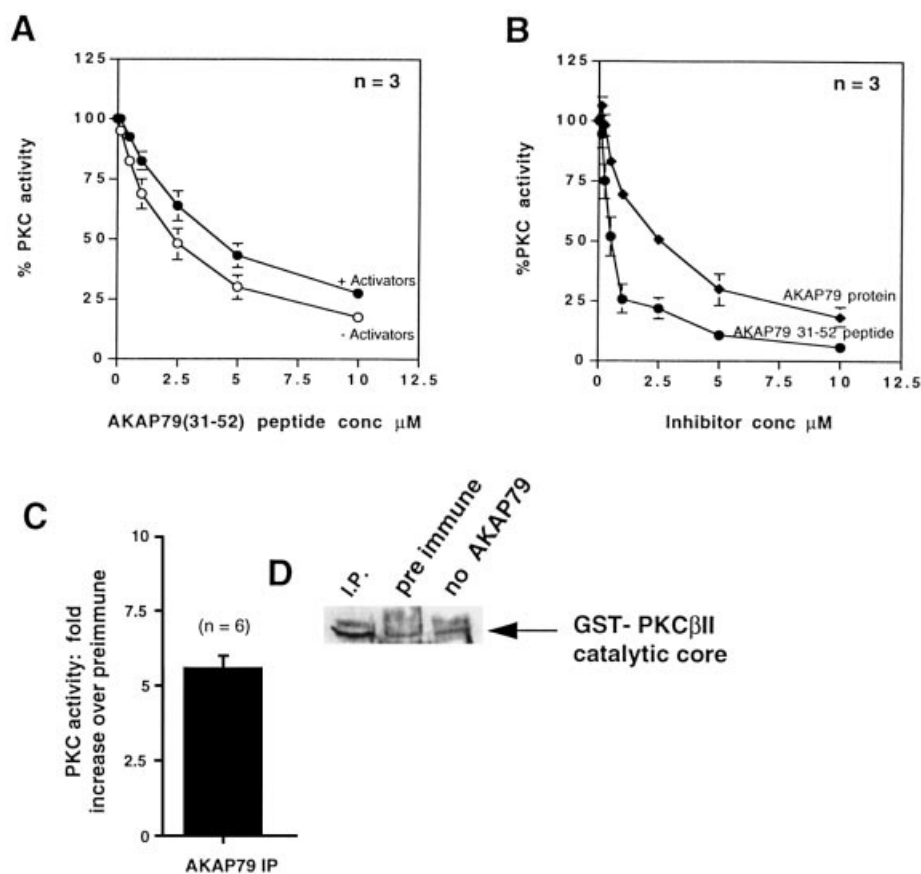 A
125
100
75
50
25
0
% PKC activity
n = 3
+ Activators
- Activators
0 2.5 5 7.5 10 12.5
AKAP79(31-52) peptide conc μM
B
125
100
75
50
25
0
%PKC activity
n = 3
AKAP79 protein
AKAP79 31-52 peptide
0 2.5 5 7.5 10 12.5
Inhibitor conc μM
C
10
7.5
5
2.5
0
PKC activity: fold
increase over preimmune
(n = 6)
AKAP79 IP
D
I.P.
pre immune
no AKAP79
GST- PKCβII
catalytic core